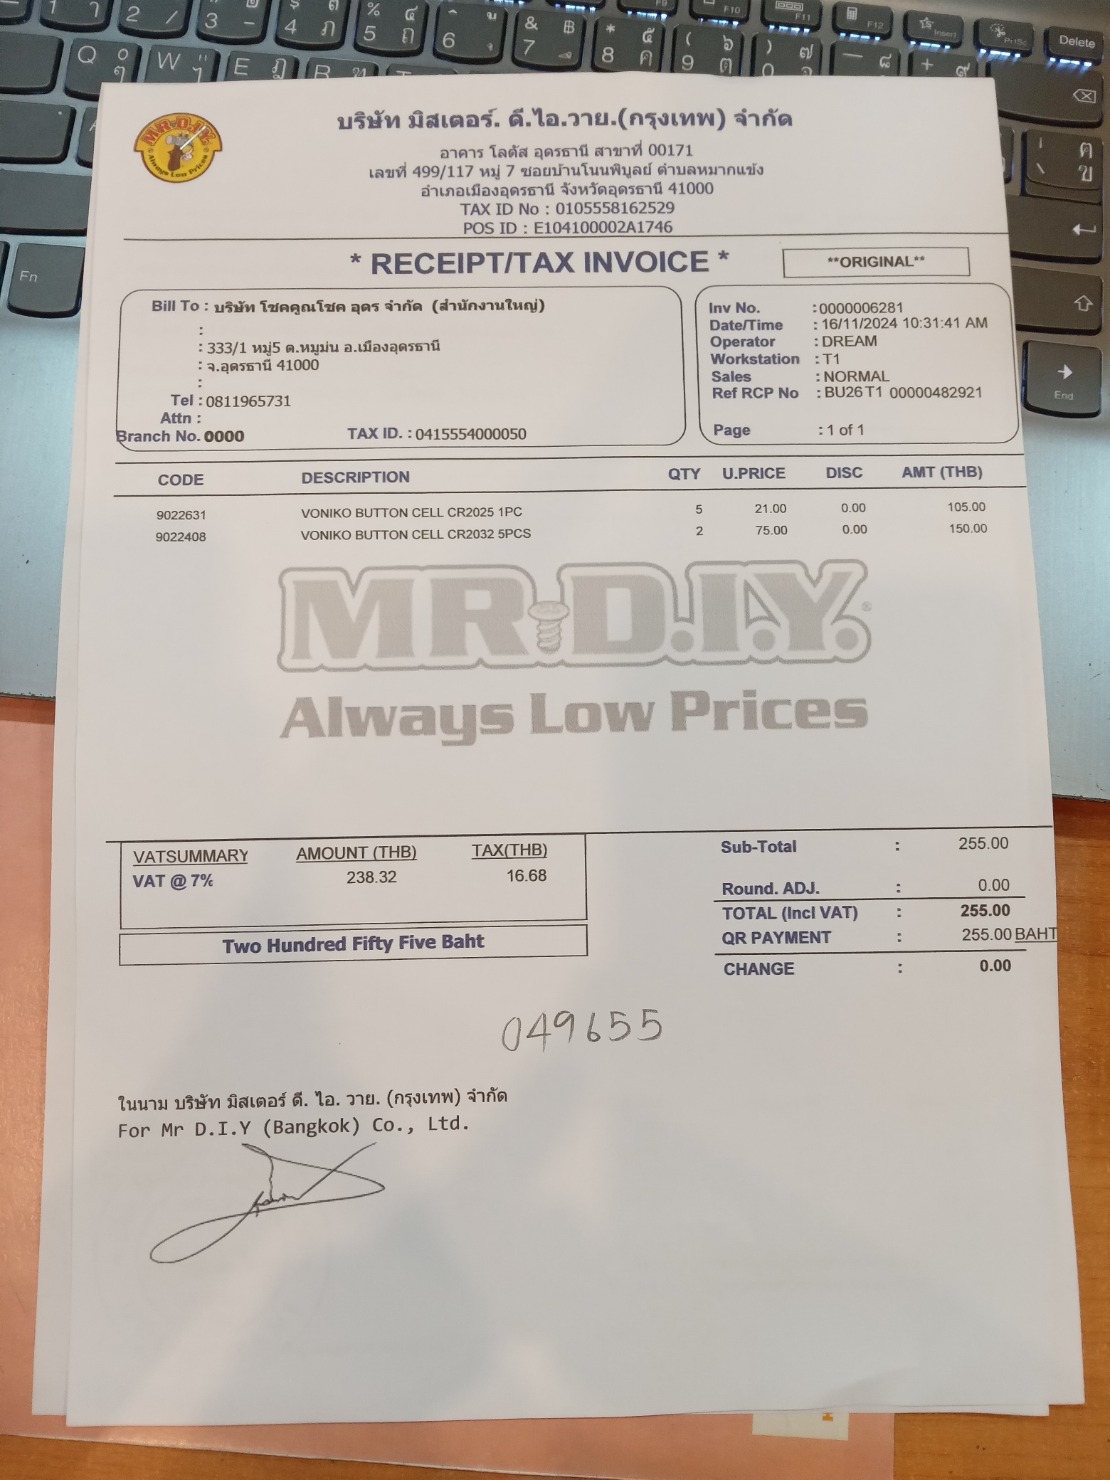 MR.D.I.Y.
Always Low Prices
บริษัท มิสเตอร์. ดี.ไอ.วาย.(กรุงเทพ) จำกัด
อาคาร โลตัส อุดรธานี สาขาที่ 00171
เลขที่ 499/117 หมู่ 7 ซอยบ้านโนนพิบูลย์ ตำบลหมากแข้ง
อำเภอเมืองอุดรธานี จังหวัดอุดรธานี 41000
TAX ID No : 0105558162529
POS ID : E104100002A1746
* RECEIPT/TAX INVOICE *
**ORIGINAL**
Bill To : บริษัท โชคคูณโชค อุดร จำกัด (สำนักงานใหญ่)
:
: 333/1 หมู่5 ต.หมูม่น อ.เมืองอุดรธานี
: จ.อุดรธานี 41000
:
Tel : 0811965731
Attn :
Branch No. 0000 TAX ID. : 0415554000050
Inv No. : 0000006281
Date/Time : 16/11/2024 10:31:41 AM
Operator : DREAM
Workstation : T1
Sales : NORMAL
Ref RCP No : BU26 T1 00000482921
Page : 1 of 1
CODE DESCRIPTION QTY U.PRICE DISC AMT (THB)
9022631 VONIKO BUTTON CELL CR2025 1PC 5 21.00 0.00 105.00
9022408 VONIKO BUTTON CELL CR2032 5PCS 2 75.00 0.00 150.00
MR.D.I.Y.
Always Low Prices
VATSUMMARY AMOUNT (THB) TAX(THB)
VAT @ 7% 238.32 16.68
Two Hundred Fifty Five Baht
Sub-Total : 255.00
Round. ADJ. : 0.00
TOTAL (Incl VAT) : 255.00
QR PAYMENT : 255.00 BAHT
CHANGE : 0.00
049655
ในนาม บริษัท มิสเตอร์ ดี. ไอ. วาย. (กรุงเทพ) จำกัด
For Mr D.I.Y (Bangkok) Co., Ltd.
Fn
End
Delete